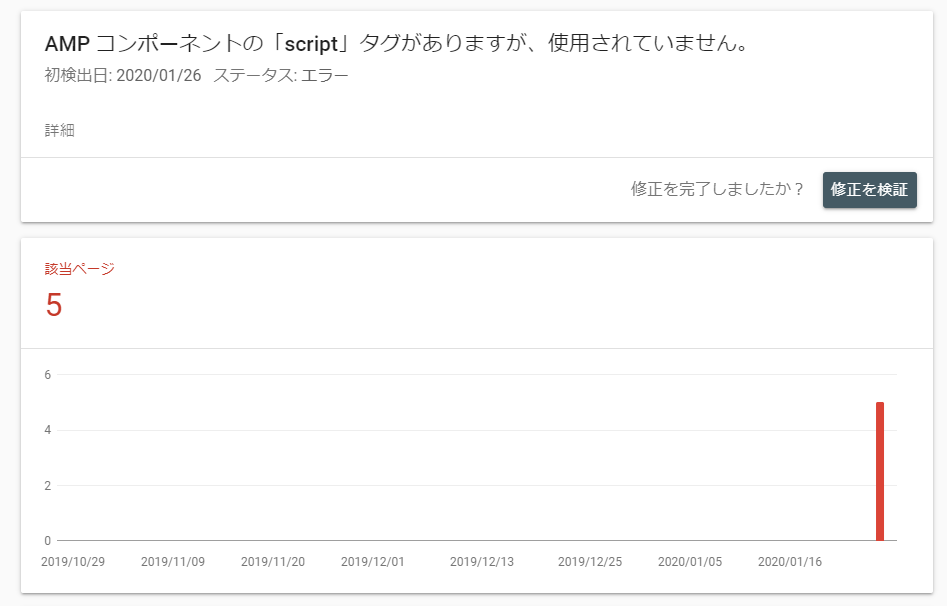 AMP コンポーネントの「script」タグがありますが、使用されていません。
初検出日: 2020/01/26 ステータス: エラー
詳細
修正を完了しましたか？ 修正を検証
該当ページ
5
6
4
2
0
2019/10/29 2019/11/09 2019/11/20 2019/12/01 2019/12/13 2019/12/25 2020/01/05 2020/01/16